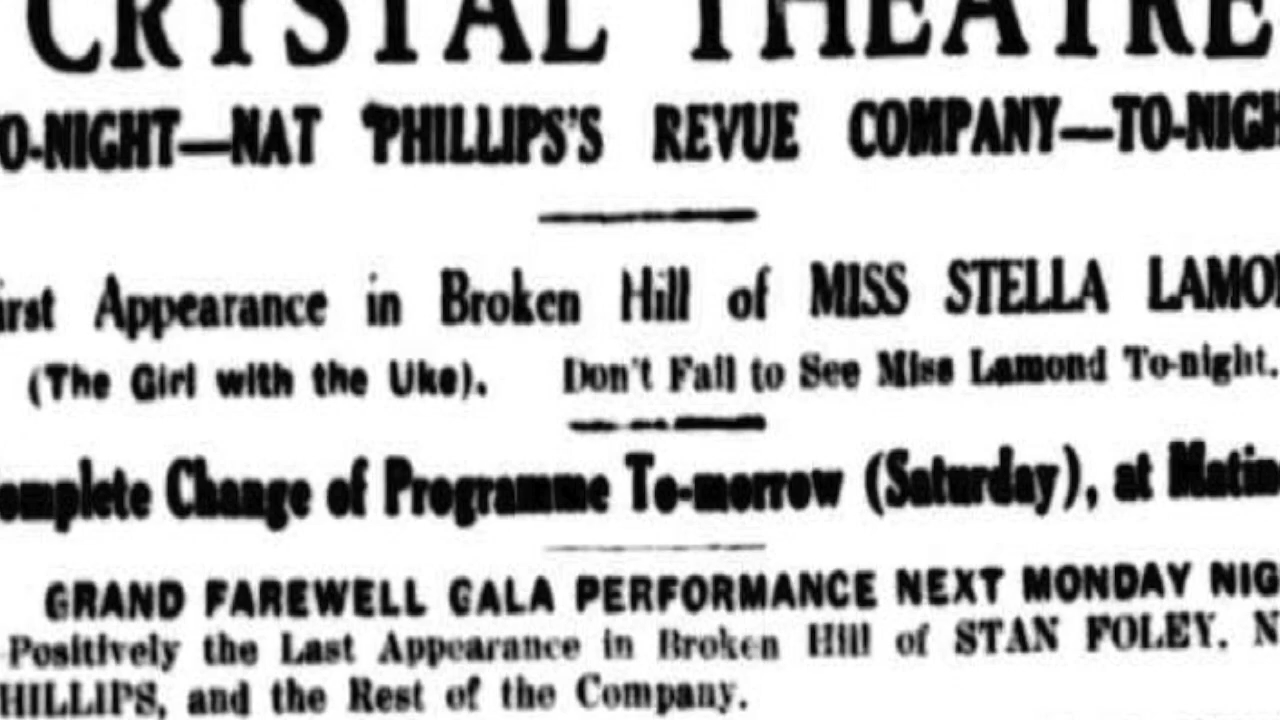 CRYSTAL THEATRE
O-NIGHT—NAT PHILLIPS'S REVUE COMPANY—TO-NIGH
irst Appearance in Broken Hill of MISS STELLA LAMO
(The Girl with the Uke). Don't Fail to See Miss Lamond To-night.
omplete Change of Programme To-morrow (Saturday), at Matin
GRAND FAREWELL GALA PERFORMANCE NEXT MONDAY NIG
Positively the Last Appearance in Broken Hill of STAN FOLEY. N
HILLIPS, and the Rest of the Company.